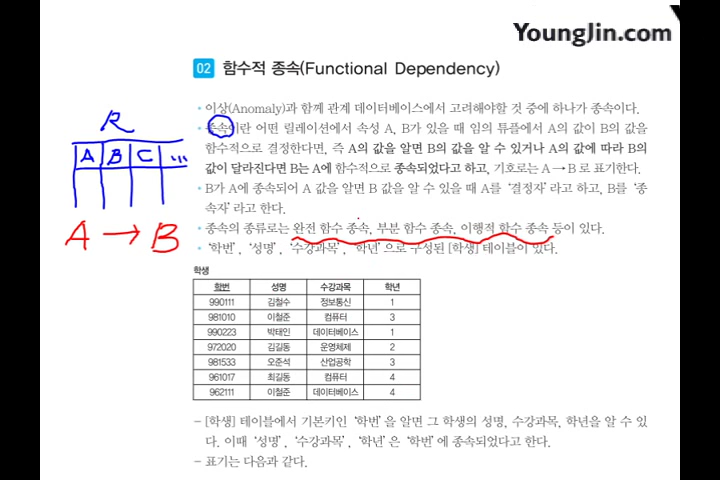 YoungJin.com
02 함수적 종속(Functional Dependency)
• 이상(Anomaly)과 함께 관계 데이터베이스에서 고려해야할 것 중에 하나가 종속이다.
• 종속이란 어떤 릴레이션에서 속성 A, B가 있을 때 임의 튜플에서 A의 값이 B의 값을
함수적으로 결정한다면, 즉 A의 값을 알면 B의 값을 알 수 있거나 A의 값에 따라 B의
값이 달라진다면 B는 A에 함수적으로 종속되었다고 하고, 기호로는 A→B로 표기한다.
• B가 A에 종속되어 A 값을 알면 B 값을 알 수 있을 때 A를 '결정자' 라고 하고, B를 '종
속자' 라고 한다.
• 종속의 종류로는 완전 함수 종속, 부분 함수 종속, 이행적 함수 종속 등이 있다.
• '학번', '성명', '수강과목', '학년'으로 구성된 [학생] 테이블이 있다.
R
A B C ...
A → B
학생
학번 성명 수강과목 학년
990111 김철수 정보통신 1
981010 이철준 컴퓨터 3
990223 박태인 데이터베이스 1
972020 김길동 운영체제 2
981533 오준석 산업공학 3
961017 최길동 컴퓨터 4
962111 이철준 데이터베이스 4
– [학생] 테이블에서 기본키인 '학번'을 알면 그 학생의 성명, 수강과목, 학년을 알 수 있
다. 이때 '성명', '수강과목', '학년'은 '학번'에 종속되었다고 한다.
– 표기는 다음과 같다.